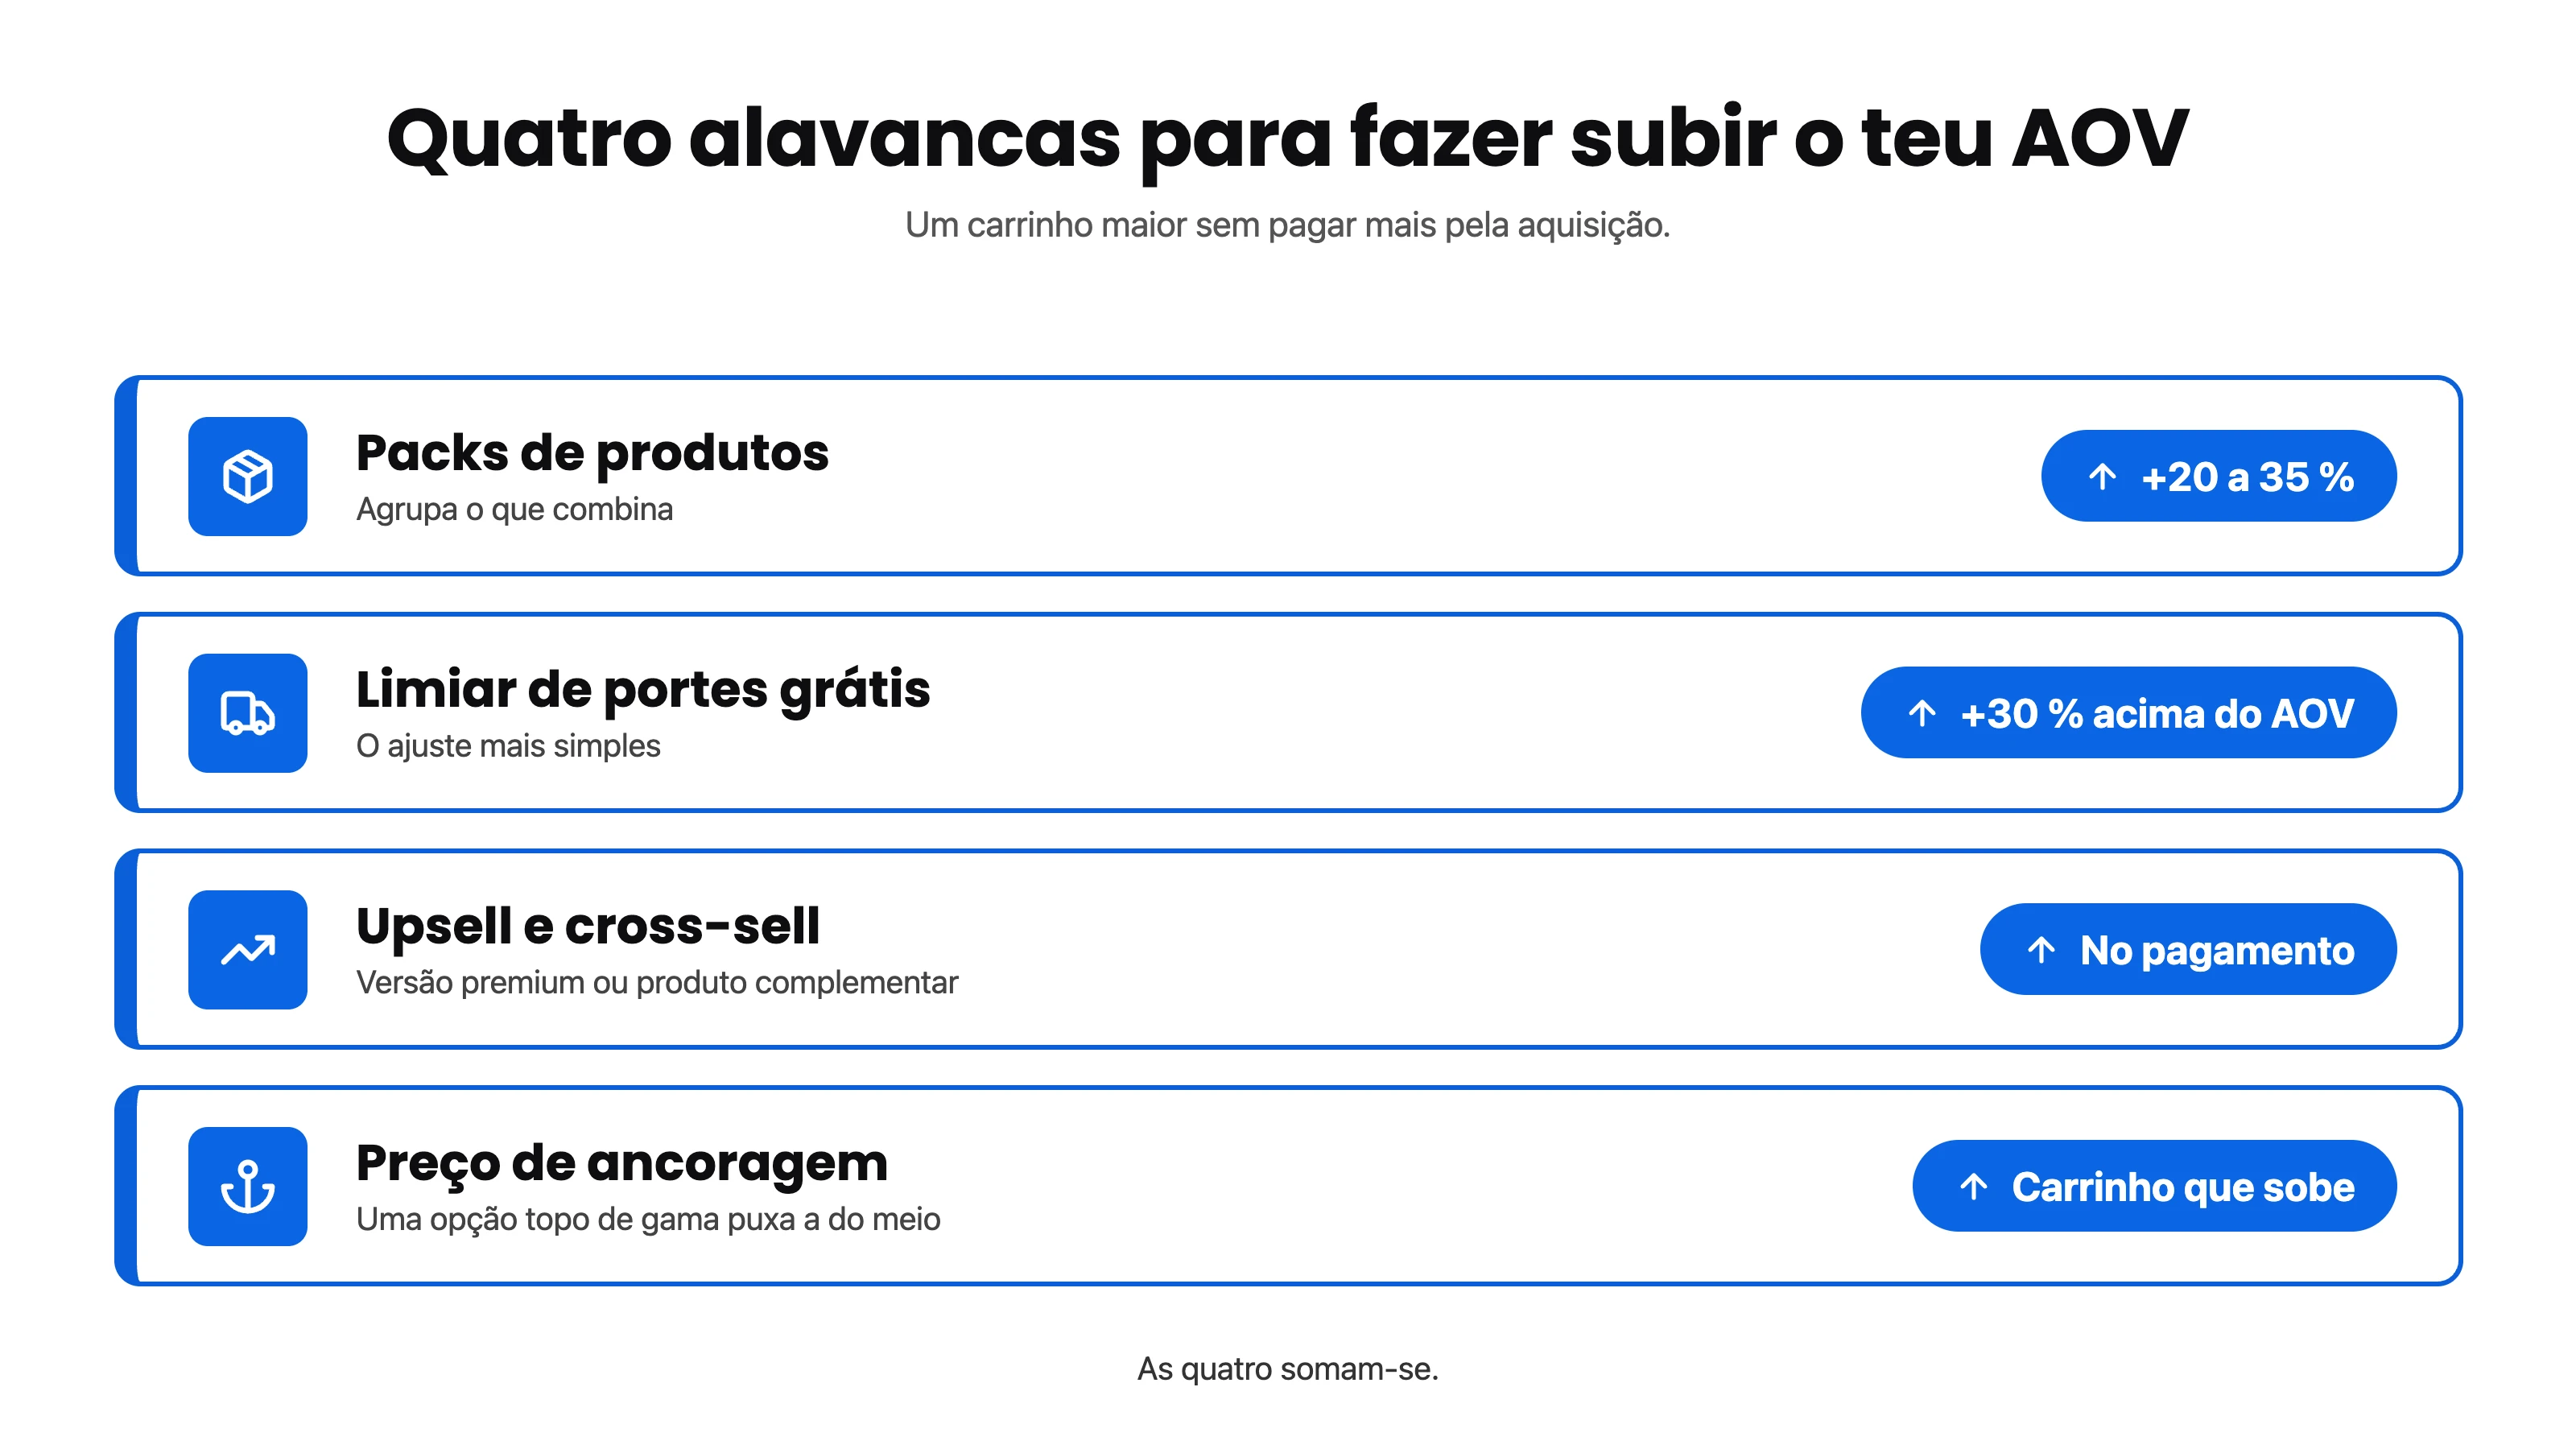 Quatro alavancas para fazer subir o teu AOV
Um carrinho maior sem pagar mais pela aquisição.
Packs de produtos
Agrupa o que combina
↑ +20 a 35 %
Limiar de portes grátis
O ajuste mais simples
↑ +30 % acima do AOV
Upsell e cross-sell
Versão premium ou produto complementar
↑ No pagamento
Preço de ancoragem
Uma opção topo de gama puxa a do meio
↑ Carrinho que sobe
As quatro somam-se.